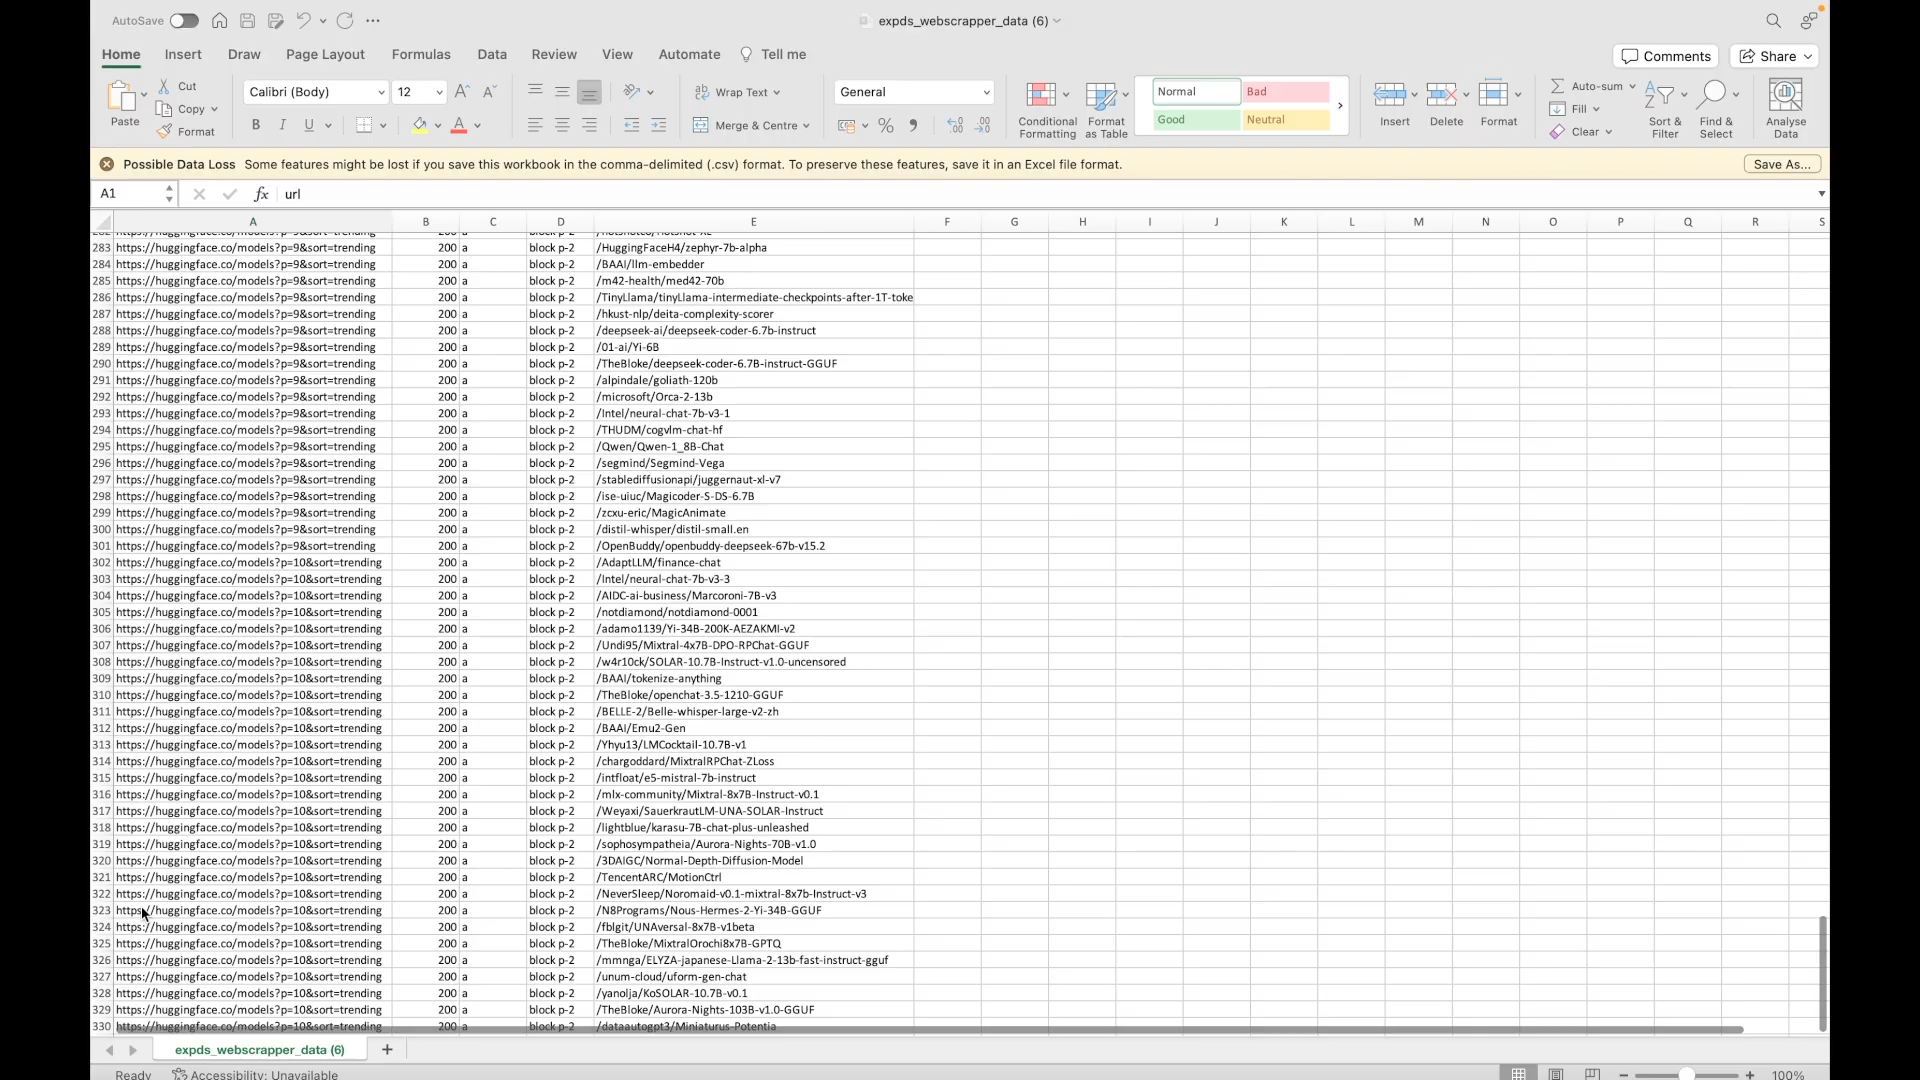 AutoSave
expds_webscrapper_data (6)
Home Insert Draw Page Layout Formulas Data Review View Automate Tell me
Comments Share
Paste Cut Copy Format
Calibri (Body) 12
B I U
Wrap Text
Merge & Centre
General
Conditional Formatting
Format as Table
Normal Bad
Good Neutral
Insert Delete Format
Auto-sum
Fill
Clear
Sort & Filter
Find & Select
Analyse Data
Possible Data Loss Some features might be lost if you save this workbook in the comma-delimited (.csv) format. To preserve these features, save it in an Excel file format. Save As...
A1 fx url
A B C D E F G H I J K L M N O P Q R S
283 https://huggingface.co/models?p=9&sort=trending 200 a block p-2 /HuggingFaceH4/zephyr-7b-alpha
284 https://huggingface.co/models?p=9&sort=trending 200 a block p-2 /BAAI/llm-embedder
285 https://huggingface.co/models?p=9&sort=trending 200 a block p-2 /m42-health/med42-70b
286 https://huggingface.co/models?p=9&sort=trending 200 a block p-2 /TinyLlama/tinyLlama-intermediate-checkpoints-after-1T-toke
287 https://huggingface.co/models?p=9&sort=trending 200 a block p-2 /hkust-nlp/deita-complexity-scorer
288 https://huggingface.co/models?p=9&sort=trending 200 a block p-2 /deepseek-ai/deepseek-coder-6.7b-instruct
289 https://huggingface.co/models?p=9&sort=trending 200 a block p-2 /01-ai/Yi-6B
290 https://huggingface.co/models?p=9&sort=trending 200 a block p-2 /TheBloke/deepseek-coder-6.7B-instruct-GGUF
291 https://huggingface.co/models?p=9&sort=trending 200 a block p-2 /alpindale/goliath-120b
292 https://huggingface.co/models?p=9&sort=trending 200 a block p-2 /microsoft/Orca-2-13b
293 https://huggingface.co/models?p=9&sort=trending 200 a block p-2 /Intel/neural-chat-7b-v3-1
294 https://huggingface.co/models?p=9&sort=trending 200 a block p-2 /THUDM/cogvlm-chat-hf
295 https://huggingface.co/models?p=9&sort=trending 200 a block p-2 /Qwen/Qwen-1_8B-Chat
296 https://huggingface.co/models?p=9&sort=trending 200 a block p-2 /segmind/Segmind-Vega
297 https://huggingface.co/models?p=9&sort=trending 200 a block p-2 /stablediffusionapi/juggernaut-xl-v7
298 https://huggingface.co/models?p=9&sort=trending 200 a block p-2 /ise-uiuc/Magicoder-S-DS-6.7B
299 https://huggingface.co/models?p=9&sort=trending 200 a block p-2 /zcxu-eric/MagicAnimate
300 https://huggingface.co/models?p=9&sort=trending 200 a block p-2 /distil-whisper/distil-small.en
301 https://huggingface.co/models?p=9&sort=trending 200 a block p-2 /OpenBuddy/openbuddy-deepseek-67b-v15.2
302 https://huggingface.co/models?p=10&sort=trending 200 a block p-2 /AdaptLLM/finance-chat
303 https://huggingface.co/models?p=10&sort=trending 200 a block p-2 /Intel/neural-chat-7b-v3-3
304 https://huggingface.co/models?p=10&sort=trending 200 a block p-2 /AIDC-ai-business/Marcoroni-7B-v3
305 https://huggingface.co/models?p=10&sort=trending 200 a block p-2 /notdiamond/notdiamond-0001
306 https://huggingface.co/models?p=10&sort=trending 200 a block p-2 /adamo1139/Yi-34B-200K-AEZAKMI-v2
307 https://huggingface.co/models?p=10&sort=trending 200 a block p-2 /Undi95/Mixtral-4x7B-DPO-RPChat-GGUF
308 https://huggingface.co/models?p=10&sort=trending 200 a block p-2 /w4r10ck/SOLAR-10.7B-Instruct-v1.0-uncensored
309 https://huggingface.co/models?p=10&sort=trending 200 a block p-2 /BAAI/tokenize-anything
310 https://huggingface.co/models?p=10&sort=trending 200 a block p-2 /TheBloke/openchat-3.5-1210-GGUF
311 https://huggingface.co/models?p=10&sort=trending 200 a block p-2 /BELLE-2/Belle-whisper-large-v2-zh
312 https://huggingface.co/models?p=10&sort=trending 200 a block p-2 /BAAI/Emu2-Gen
313 https://huggingface.co/models?p=10&sort=trending 200 a block p-2 /Yhyu13/LMCocktail-10.7B-v1
314 https://huggingface.co/models?p=10&sort=trending 200 a block p-2 /chargoddard/MixtralRPChat-ZLoss
315 https://huggingface.co/models?p=10&sort=trending 200 a block p-2 /intfloat/e5-mistral-7b-instruct
316 https://huggingface.co/models?p=10&sort=trending 200 a block p-2 /mlx-community/Mixtral-8x7B-Instruct-v0.1
317 https://huggingface.co/models?p=10&sort=trending 200 a block p-2 /Weyaxi/SauerkrautLM-UNA-SOLAR-Instruct
318 https://huggingface.co/models?p=10&sort=trending 200 a block p-2 /lightblue/karasu-7B-chat-plus-unleashed
319 https://huggingface.co/models?p=10&sort=trending 200 a block p-2 /sophosympatheia/Aurora-Nights-70B-v1.0
320 https://huggingface.co/models?p=10&sort=trending 200 a block p-2 /3DAIGC/Normal-Depth-Diffusion-Model
321 https://huggingface.co/models?p=10&sort=trending 200 a block p-2 /TencentARC/MotionCtrl
322 https://huggingface.co/models?p=10&sort=trending 200 a block p-2 /NeverSleep/Noromaid-v0.1-mixtral-8x7b-Instruct-v3
323 https://huggingface.co/models?p=10&sort=trending 200 a block p-2 /N8Programs/Nous-Hermes-2-Yi-34B-GGUF
324 https://huggingface.co/models?p=10&sort=trending 200 a block p-2 /fblgit/UNAversal-8x7B-v1beta
325 https://huggingface.co/models?p=10&sort=trending 200 a block p-2 /TheBloke/MixtralOrochi8x7B-GPTQ
326 https://huggingface.co/models?p=10&sort=trending 200 a block p-2 /mmnga/ELYZA-japanese-Llama-2-13b-fast-instruct-gguf
327 https://huggingface.co/models?p=10&sort=trending 200 a block p-2 /unum-cloud/uform-gen-chat
328 https://huggingface.co/models?p=10&sort=trending 200 a block p-2 /yanolja/KoSOLAR-10.7B-v0.1
329 https://huggingface.co/models?p=10&sort=trending 200 a block p-2 /TheBloke/Aurora-Nights-103B-v1.0-GGUF
330 https://huggingface.co/models?p=10&sort=trending 200 a block p-2 /dataautogpt3/Miniaturus-Potentia
expds_webscrapper_data (6)
Ready Accessibility: Unavailable 100%